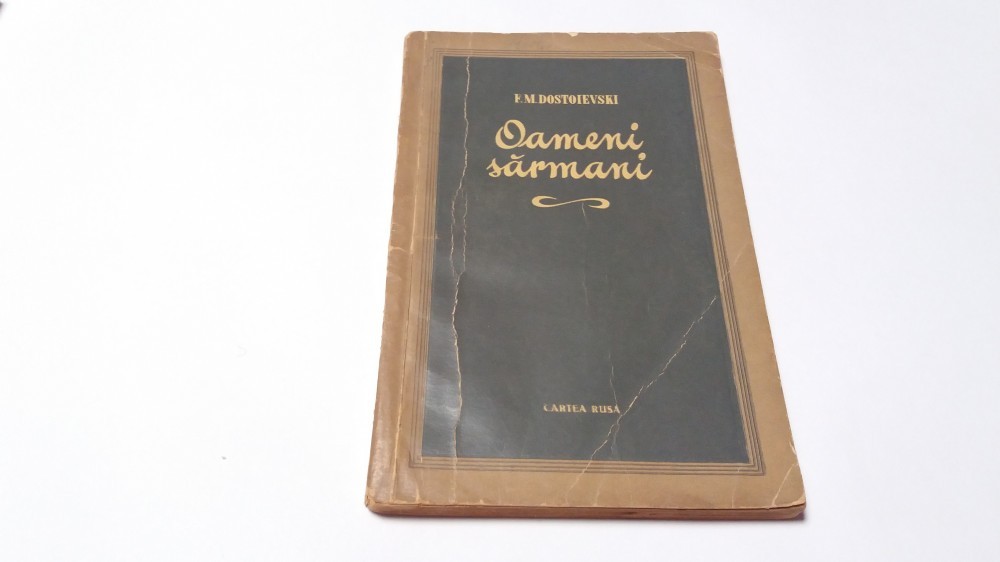 F. M. DOSTOIEVSKI
Oameni
sărmani
CARTEA RUSĂ